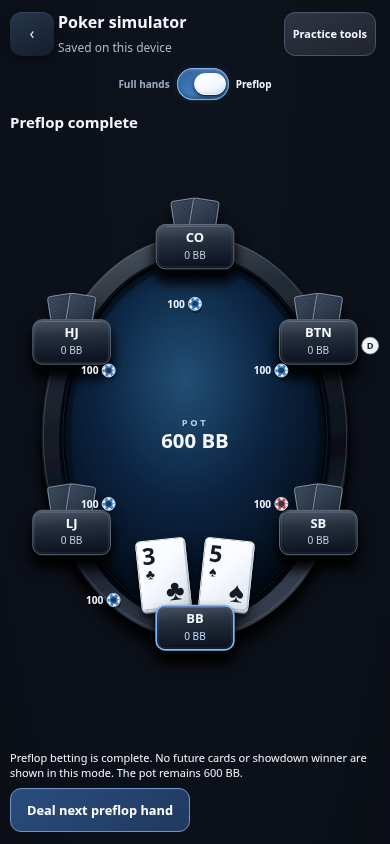 ‹
Poker simulator
Saved on this device
Practice tools
Full hands
Preflop
Preflop complete
CO
0 BB
100
HJ
0 BB
100
BTN
0 BB
D
100
POT
600 BB
LJ
0 BB
100
SB
0 BB
100
3
♣
♣
5
♠
♠
100
BB
0 BB
Preflop betting is complete. No future cards or showdown winner are
shown in this mode. The pot remains 600 BB.
Deal next preflop hand